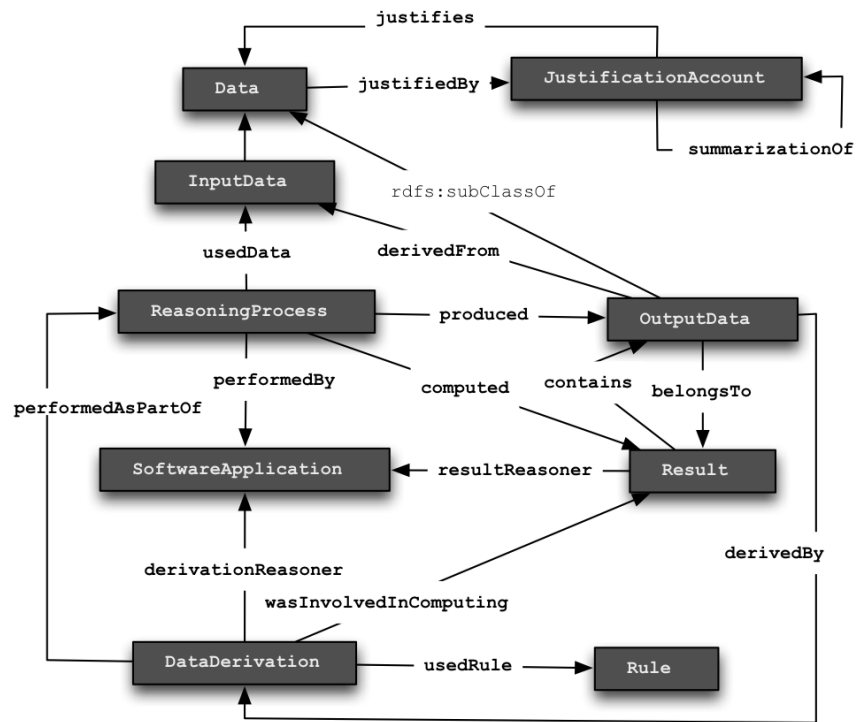 justifies
Data
justifiedBy
JustificationAccount
summarizationOf
InputData
rdfs:subClassOf
usedData
derivedFrom
ReasoningProcess
produced
OutputData
performedBy
computed
contains
belongsTo
performedAsPartOf
SoftwareApplication
resultReasoner
Result
derivedBy
derivationReasoner
wasInvolvedInComputing
DataDerivation
usedRule
Rule